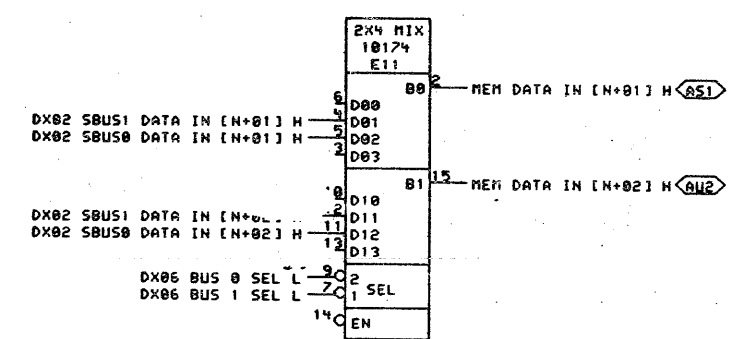 2X4 MIX
10174
E11
B0 2 MEM DATA IN [N+01] H AS1
6 D00
DX02 SBUS1 DATA IN [N+01] H 4 D01
DX02 SBUS0 DATA IN [N+01] H 5 D02
3 D03
B1 15 MEM DATA IN [N+02] H AU2
D10
DX02 SBUS1 DATA IN D11
DX02 SBUS0 DATA IN [N+02] H 11 D12
13 D13
DX06 BUS 0 SEL L 9 2
SEL
DX06 BUS 1 SEL L 7 1
14 EN